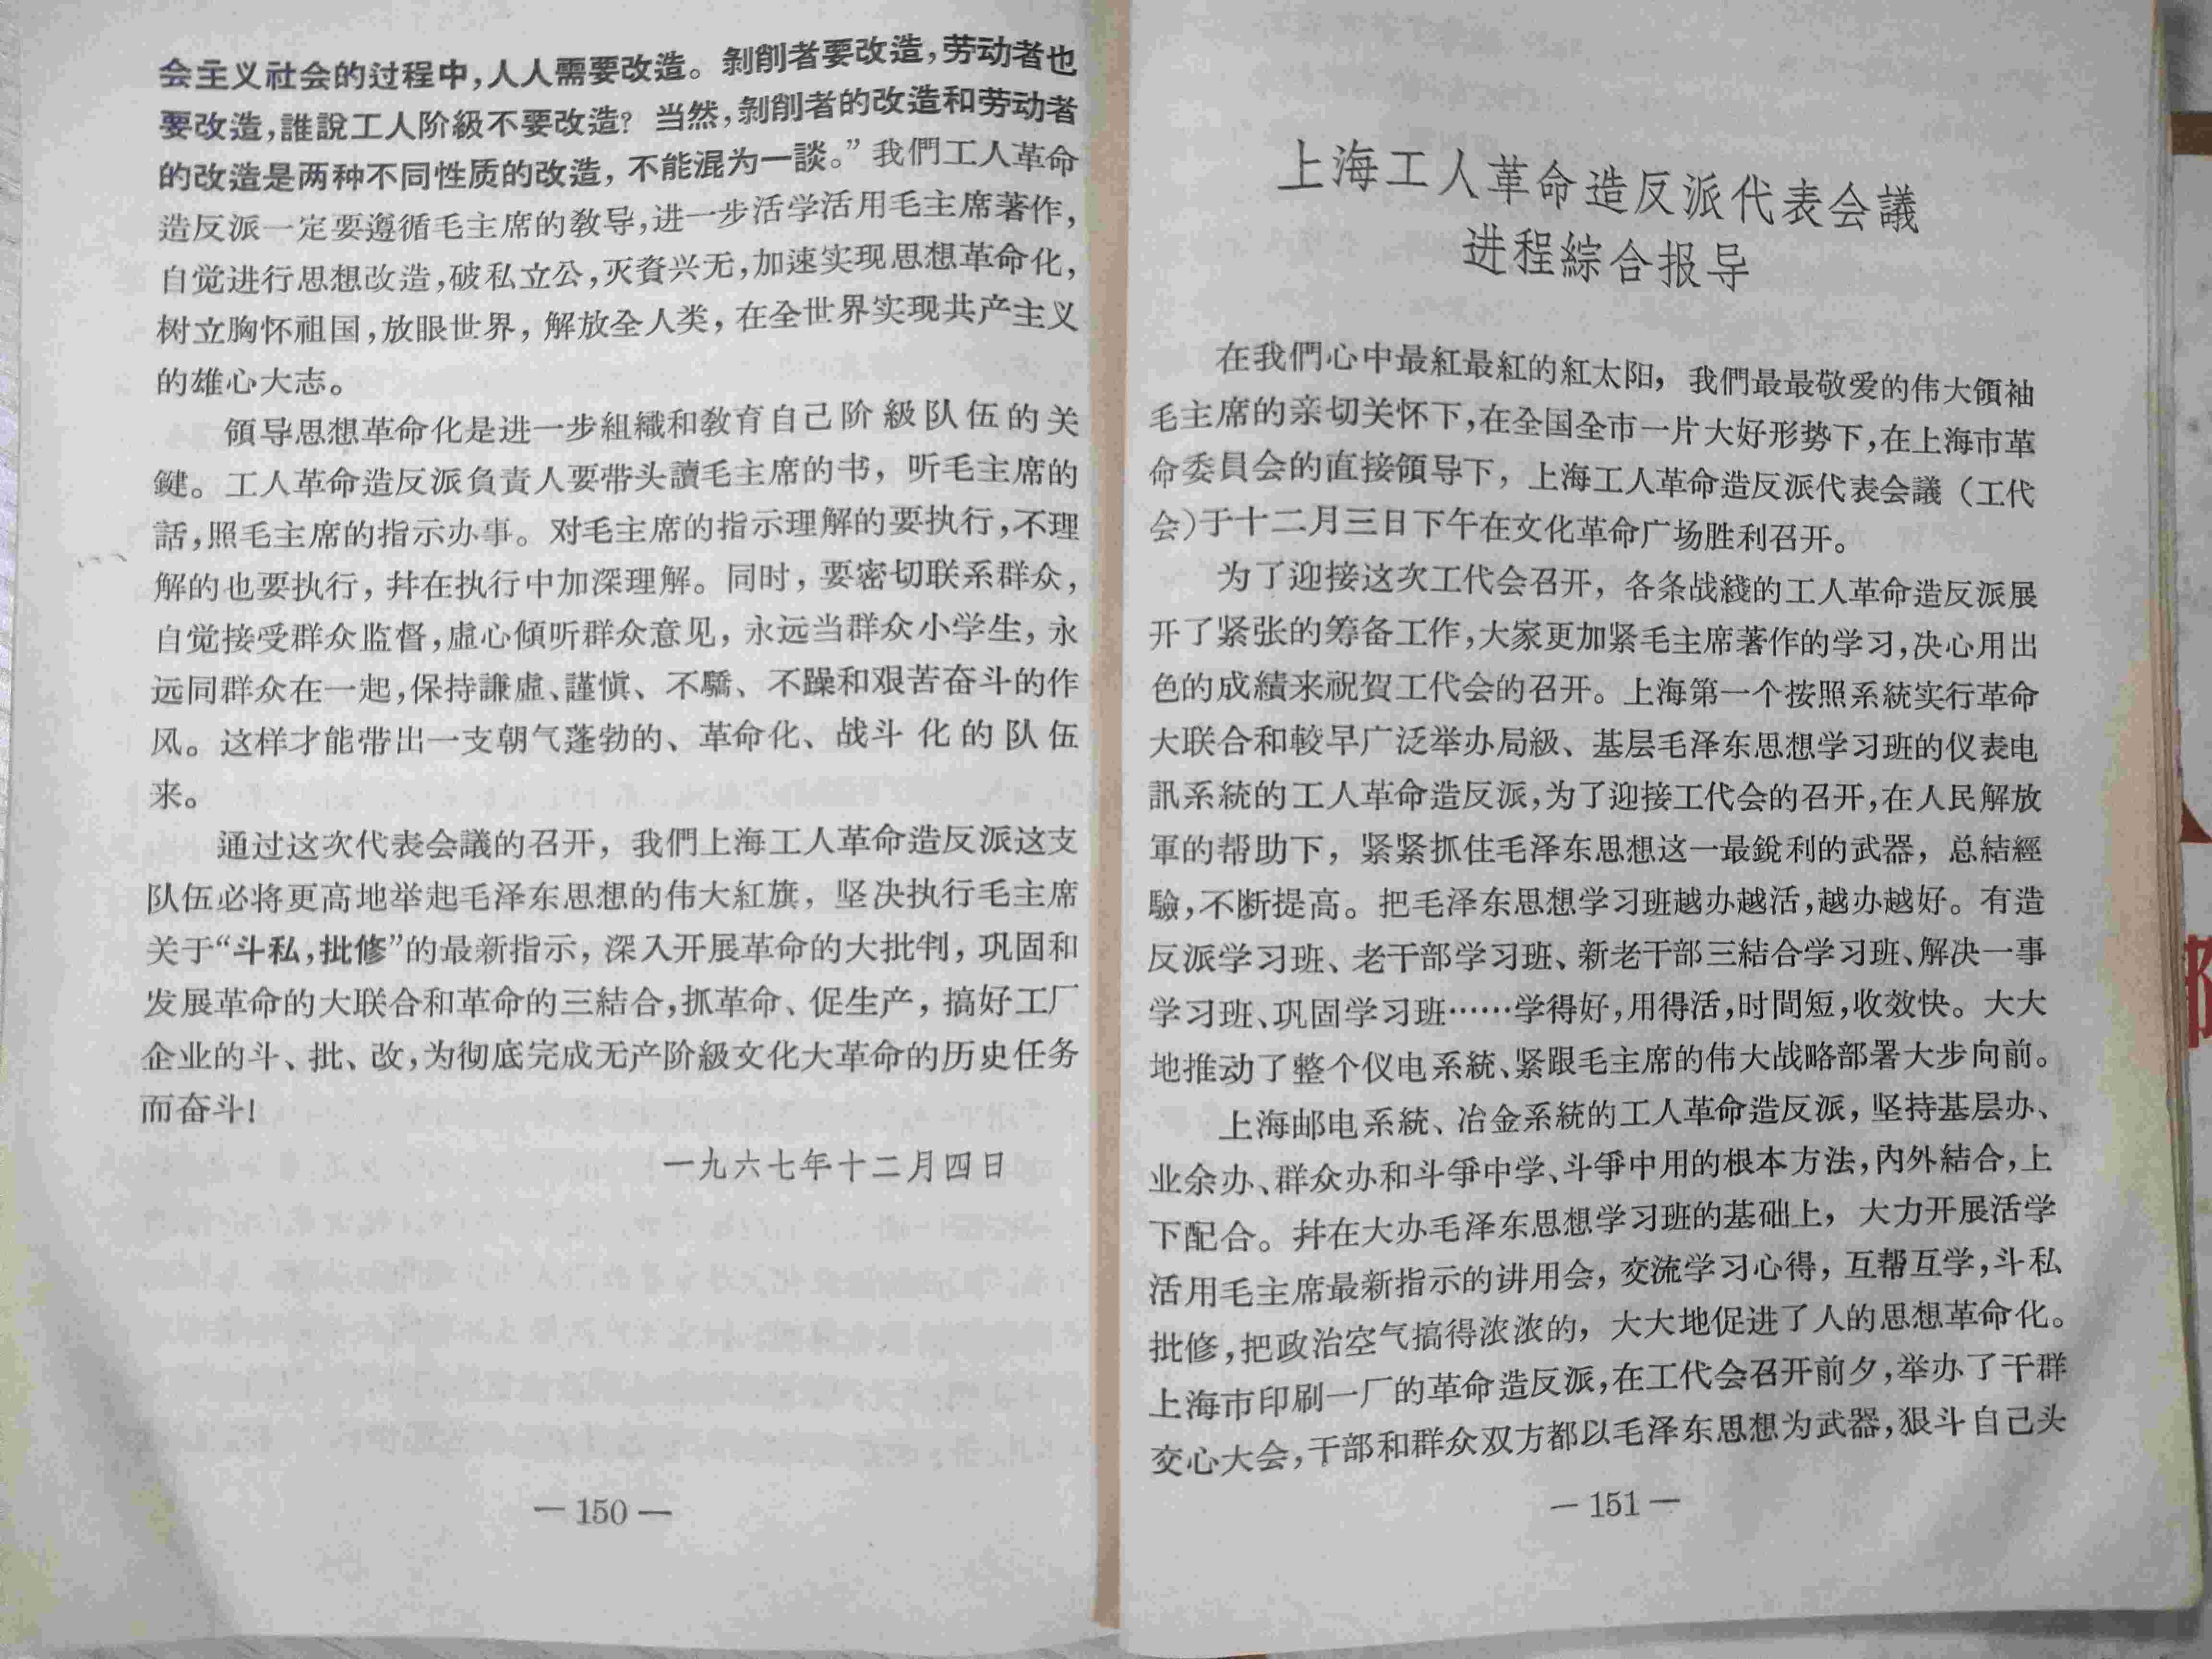 会主义社会的过程中，人人需要改造。剝削者要改造，劳动者也
要改造，誰說工人阶級不要改造？当然，剝削者的改造和劳动者
的改造是两种不同性质的改造，不能混为一談。”我們工人革命
造反派一定要遵循毛主席的敎导，进一步活学活用毛主席著作，
自觉进行思想改造，破私立公，灭資兴无，加速实现思想革命化，
树立胸怀祖国，放眼世界，解放全人类，在全世界实现共产主义
的雄心大志。
領导思想革命化是进一步組織和敎育自己阶級队伍的关
鍵。工人革命造反派負責人要带头讀毛主席的书，听毛主席的
話，照毛主席的指示办事。对毛主席的指示理解的要执行，不理
解的也要执行，幷在执行中加深理解。同时，要密切联系群众，
自觉接受群众监督，虛心傾听群众意见，永远当群众小学生，永
远同群众在一起，保持謙虛、謹愼、不驕、不躁和艰苦奋斗的作
风。这样才能带出一支朝气蓬勃的、革命化、战斗化的队伍
来。
通过这次代表会議的召开，我們上海工人革命造反派这支
队伍必将更高地举起毛泽东思想的伟大紅旗，坚决执行毛主席
关于“斗私，批修”的最新指示，深入开展革命的大批判，巩固和
发展革命的大联合和革命的三結合，抓革命、促生产，搞好工厂
企业的斗、批、改，为彻底完成无产阶級文化大革命的历史任务
而奋斗！
一九六七年十二月四日
— 150 —
上海工人革命造反派代表会議
进程綜合报导
在我們心中最紅最紅的紅太阳，我們最最敬爱的伟大領袖
毛主席的亲切关怀下，在全国全市一片大好形势下，在上海市革
命委員会的直接領导下，上海工人革命造反派代表会議（工代
会）于十二月三日下午在文化革命广场胜利召开。
为了迎接这次工代会召开，各条战綫的工人革命造反派展
开了紧张的筹备工作，大家更加紧毛主席著作的学习，决心用出
色的成績来祝賀工代会的召开。上海第一个按照系統实行革命
大联合和較早广泛举办局級、基层毛泽东思想学习班的仪表电
訊系統的工人革命造反派，为了迎接工代会的召开，在人民解放
軍的帮助下，紧紧抓住毛泽东思想这一最銳利的武器，总結經
驗，不断提高。把毛泽东思想学习班越办越活，越办越好。有造
反派学习班、老干部学习班、新老干部三結合学习班、解决一事
学习班、巩固学习班……学得好，用得活，时間短，收效快。大大
地推动了整个仪电系統、紧跟毛主席的伟大战略部署大步向前。
上海邮电系統、冶金系統的工人革命造反派，坚持基层办、
业余办、群众办和斗爭中学、斗爭中用的根本方法，內外結合，上
下配合。幷在大办毛泽东思想学习班的基础上，大力开展活学
活用毛主席最新指示的讲用会，交流学习心得，互帮互学，斗私
批修，把政治空气搞得浓浓的，大大地促进了人的思想革命化。
上海市印刷一厂的革命造反派，在工代会召开前夕，举办了干群
交心大会，干部和群众双方都以毛泽东思想为武器，狠斗自己头
— 151 —